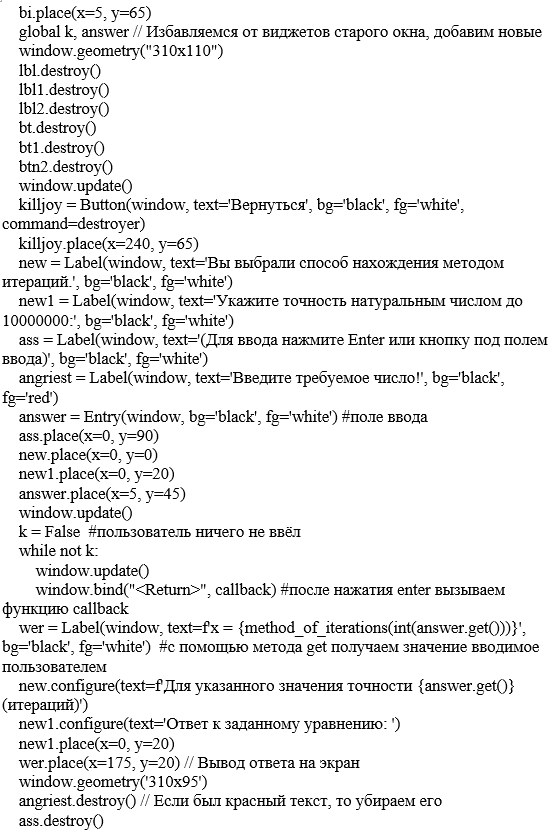 bi.place(x=5, y=65)
global k, answer // Избавляемся от виджетов старого окна, добавим новые
window.geometry("310x110")
lbl.destroy()
lbl1.destroy()
lbl2.destroy()
bt.destroy()
bt1.destroy()
btn2.destroy()
window.update()
killjoy = Button(window, text='Вернуться', bg='black', fg='white',
command=destroyer)
killjoy.place(x=240, y=65)
new = Label(window, text='Вы выбрали способ нахождения методом
итераций.', bg='black', fg='white')
new1 = Label(window, text='Укажите точность натуральным числом до
10000000:', bg='black', fg='white')
ass = Label(window, text='(Для ввода нажмите Enter или кнопку под полем
ввода)', bg='black', fg='white')
angriest = Label(window, text='Введите требуемое число!', bg='black',
fg='red')
answer = Entry(window, bg='black', fg='white') #поле ввода
ass.place(x=0, y=90)
new.place(x=0, y=0)
new1.place(x=0, y=20)
answer.place(x=5, y=45)
window.update()
k = False  #пользователь ничего не ввёл
while not k:
window.update()
window.bind("<Return>", callback) #после нажатия enter вызываем
функцию callback
wer = Label(window, text=f'x = {method_of_iterations(int(answer.get()))}',
bg='black', fg='white')  #с помощью метода get получаем значение вводимое
пользователем
new.configure(text=f'Для указанного значения точности {answer.get()}
(итераций)')
new1.configure(text='Ответ к заданному уравнению: ')
new1.place(x=0, y=20)
wer.place(x=175, y=20) // Вывод ответа на экран
window.geometry('310x95')
angriest.destroy() // Если был красный текст, то убираем его
ass.destroy()